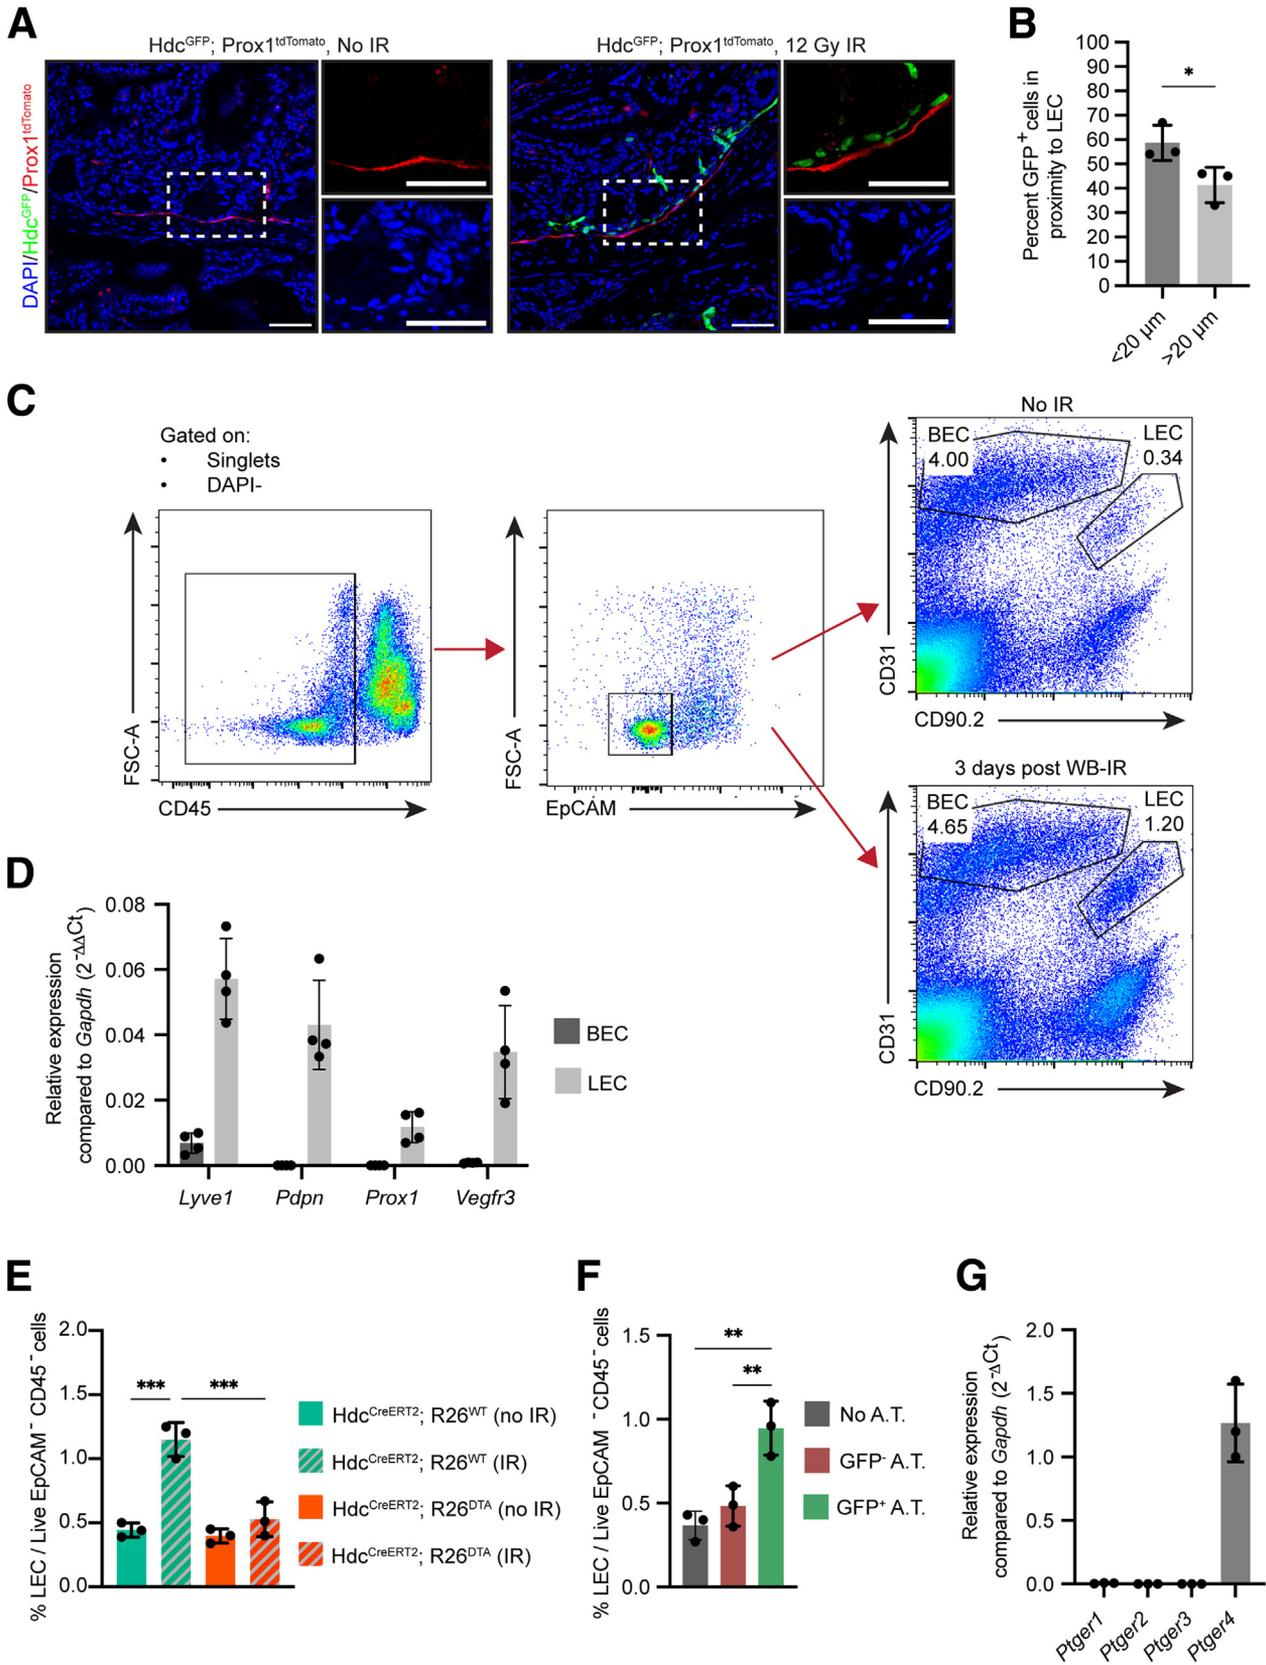 A
Hdc^GFP; Prox1^tdTomato, No IR
Hdc^GFP; Prox1^tdTomato, 12 Gy IR
DAPI/Hdc^GFP/Prox1^tdTomato
B
Percent GFP+ cells in
proximity to LEC
100
90
80
70
60
50
40
30
20
10
0
*
<20 µm
>20 µm
C
Gated on:
• Singlets
• DAPI-
FSC-A
CD45
FSC-A
EpCAM
No IR
BEC
4.00
LEC
0.34
CD31
CD90.2
3 days post WB-IR
BEC
4.65
LEC
1.20
CD31
CD90.2
D
Relative expression
compared to Gapdh (2^-ΔΔCt)
0.08
0.06
0.04
0.02
0.00
Lyve1
Pdpn
Prox1
Vegfr3
BEC
LEC
E
% LEC / Live EpCAM⁻ CD45⁻ cells
2.0
1.5
1.0
0.5
0.0
***
***
Hdc^CreERT2; R26^WT (no IR)
Hdc^CreERT2; R26^WT (IR)
Hdc^CreERT2; R26^DTA (no IR)
Hdc^CreERT2; R26^DTA (IR)
F
% LEC / Live EpCAM⁻ CD45⁻ cells
1.5
1.0
0.5
0.0
**
**
No A.T.
GFP⁻ A.T.
GFP⁺ A.T.
G
Relative expression
compared to Gapdh (2^-ΔCt)
2.0
1.5
1.0
0.5
0.0
Ptger1
Ptger2
Ptger3
Ptger4